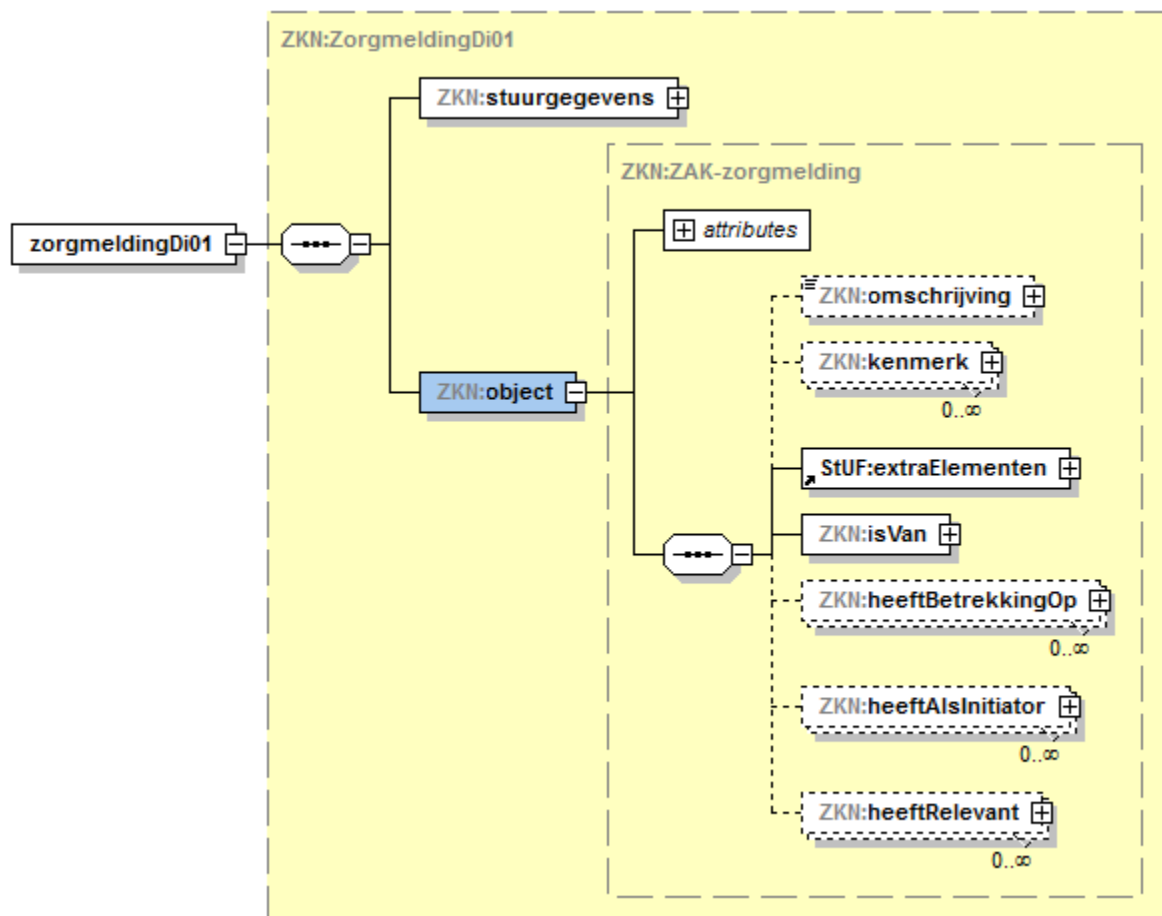 ZKN:ZorgmeldingDi01
ZKN:stuurgegevens
ZKN:ZAK-zorgmelding
attributes
zorgmeldingDi01
ZKN:omschrijving
ZKN:kenmerk
0..∞
ZKN:object
StUF:extraElementen
ZKN:isVan
ZKN:heeftBetrekkingOp
0..∞
ZKN:heeftAlsInitiator
0..∞
ZKN:heeftRelevant
0..∞